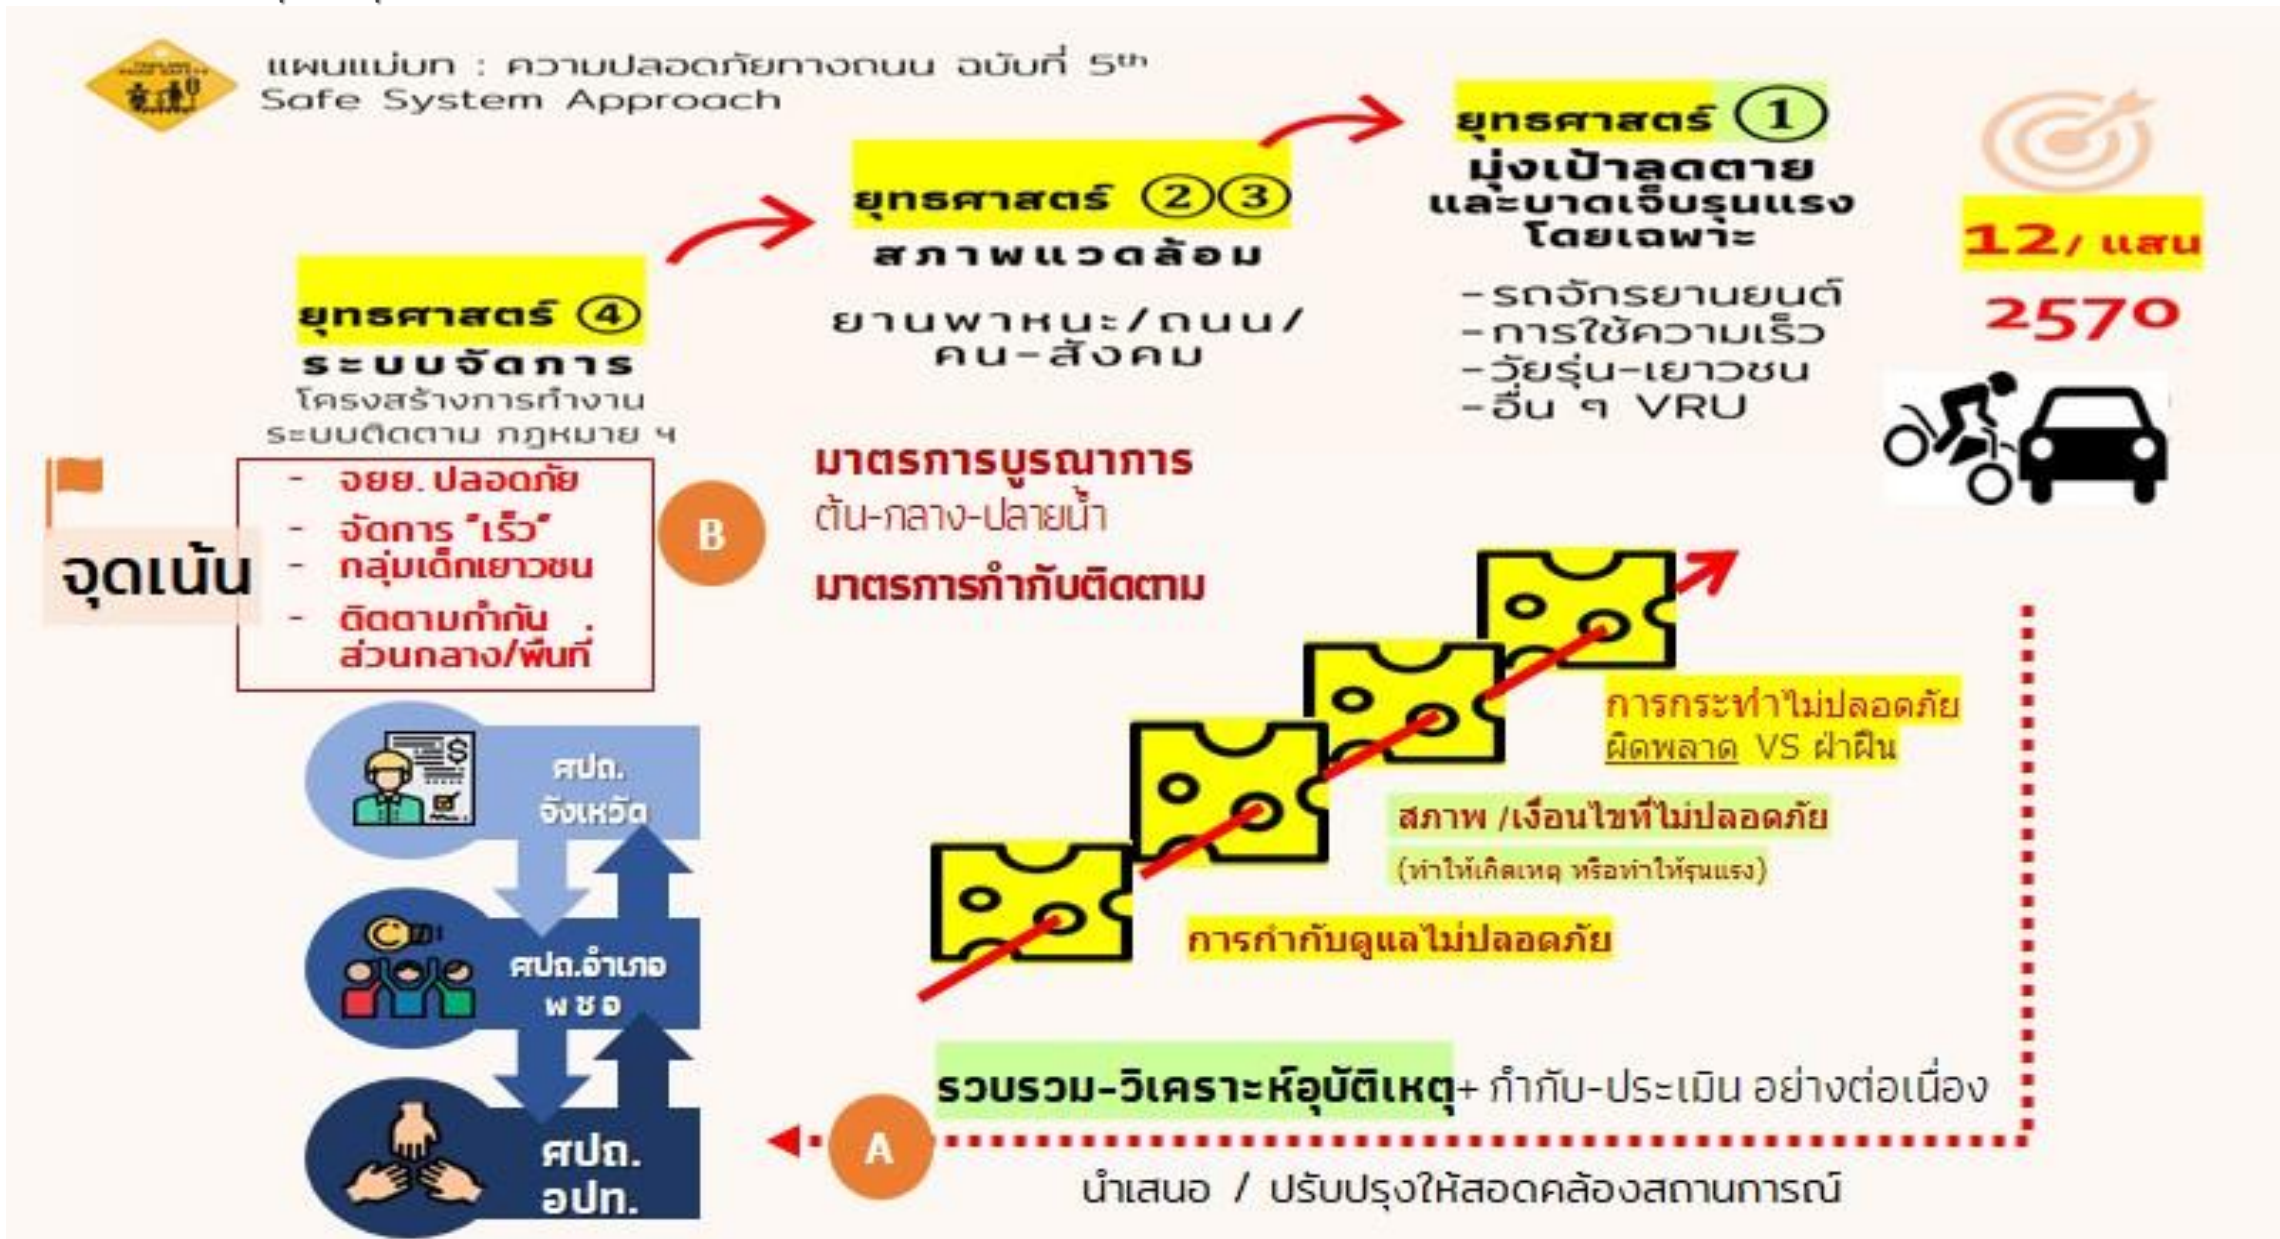 แผนแม่บท : ความปลอดภัยทางถนน ฉบับที่ 5th
Safe System Approach
ยุทธศาสตร์ ①
มุ่งเป้าลดตาย
และบาดเจ็บรุนแรง
โดยเฉพาะ
-รถจักรยานยนต์
-การใช้ความเร็ว
-วัยรุ่น-เยาวชน
-อื่น ๆ VRU
12/ แสน
2570
ยุทธศาสตร์ ②③
สภาพแวดล้อม
ยานพาหนะ/ถนน/
คน-สังคม
ยุทธศาสตร์ ④
ระบบจัดการ
โครงสร้างการทำงาน
ระบบติดตาม กฎหมาย ฯ
จุดเน้น
- จยย. ปลอดภัย
- จัดการ "เร็ว"
- กลุ่มเด็กเยาวชน
- ติดตามกำกับ
ส่วนกลาง/พื้นที่
B
มาตรการบูรณาการ
ต้น-กลาง-ปลายน้ำ
มาตรการกำกับติดตาม
การกระทำไม่ปลอดภัย
ผิดพลาด VS ฝ่าฝืน
สภาพ /เงื่อนไขที่ไม่ปลอดภัย
(ทำให้เกิดเหตุ หรือทำให้รุนแรง)
การกำกับดูแลไม่ปลอดภัย
ศปถ.
จังหวัด
ศปถ.อำเภอ
พ ช อ
ศปถ.
อปท.
รวบรวม-วิเคราะห์อุบัติเหตุ+ กำกับ-ประเมิน อย่างต่อเนื่อง
A
นำเสนอ / ปรับปรุงให้สอดคล้องสถานการณ์